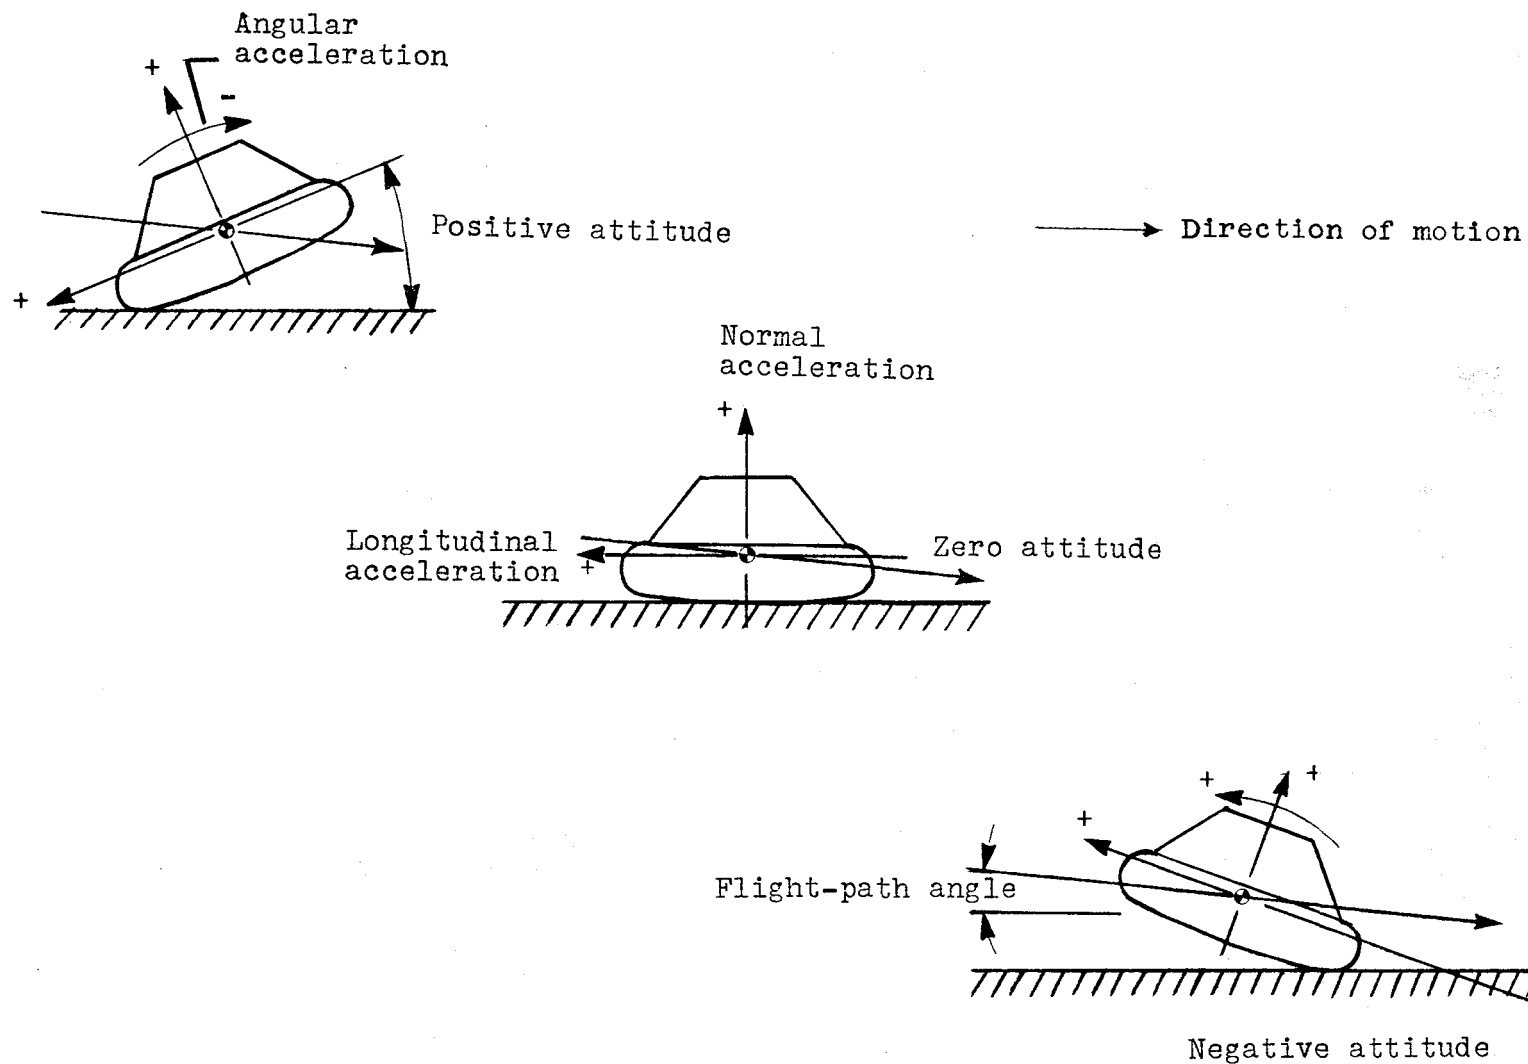 Angular
acceleration
+
-
Positive attitude
+
Direction of motion
Normal
acceleration
+
Longitudinal
acceleration +
Zero attitude
+
+
+
Flight-path angle
Negative attitude